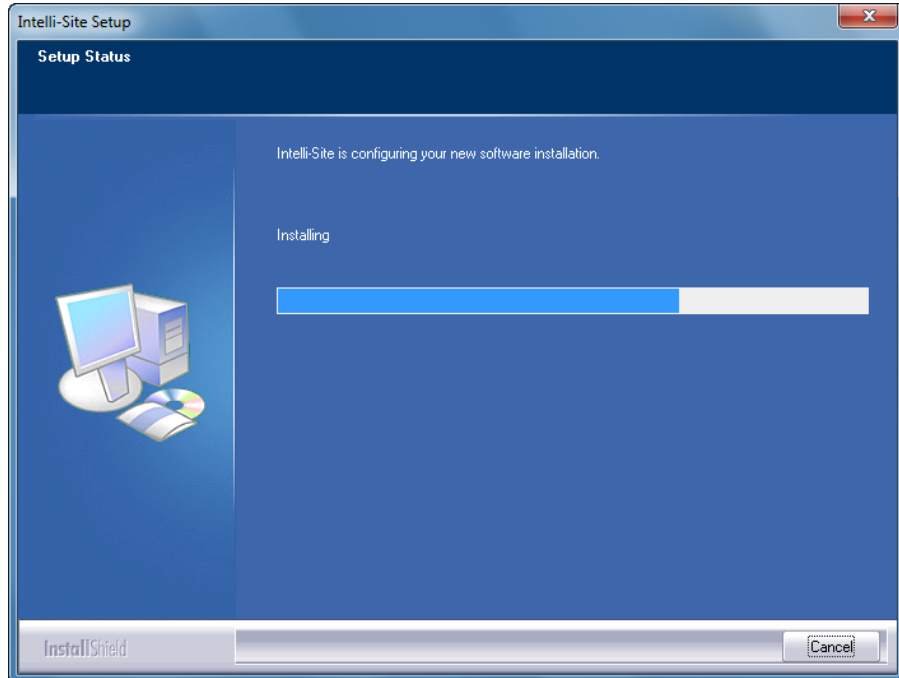 Intelli-Site Setup
Setup Status
Intelli-Site is configuring your new software installation.
Installing
InstallShield
Cancel